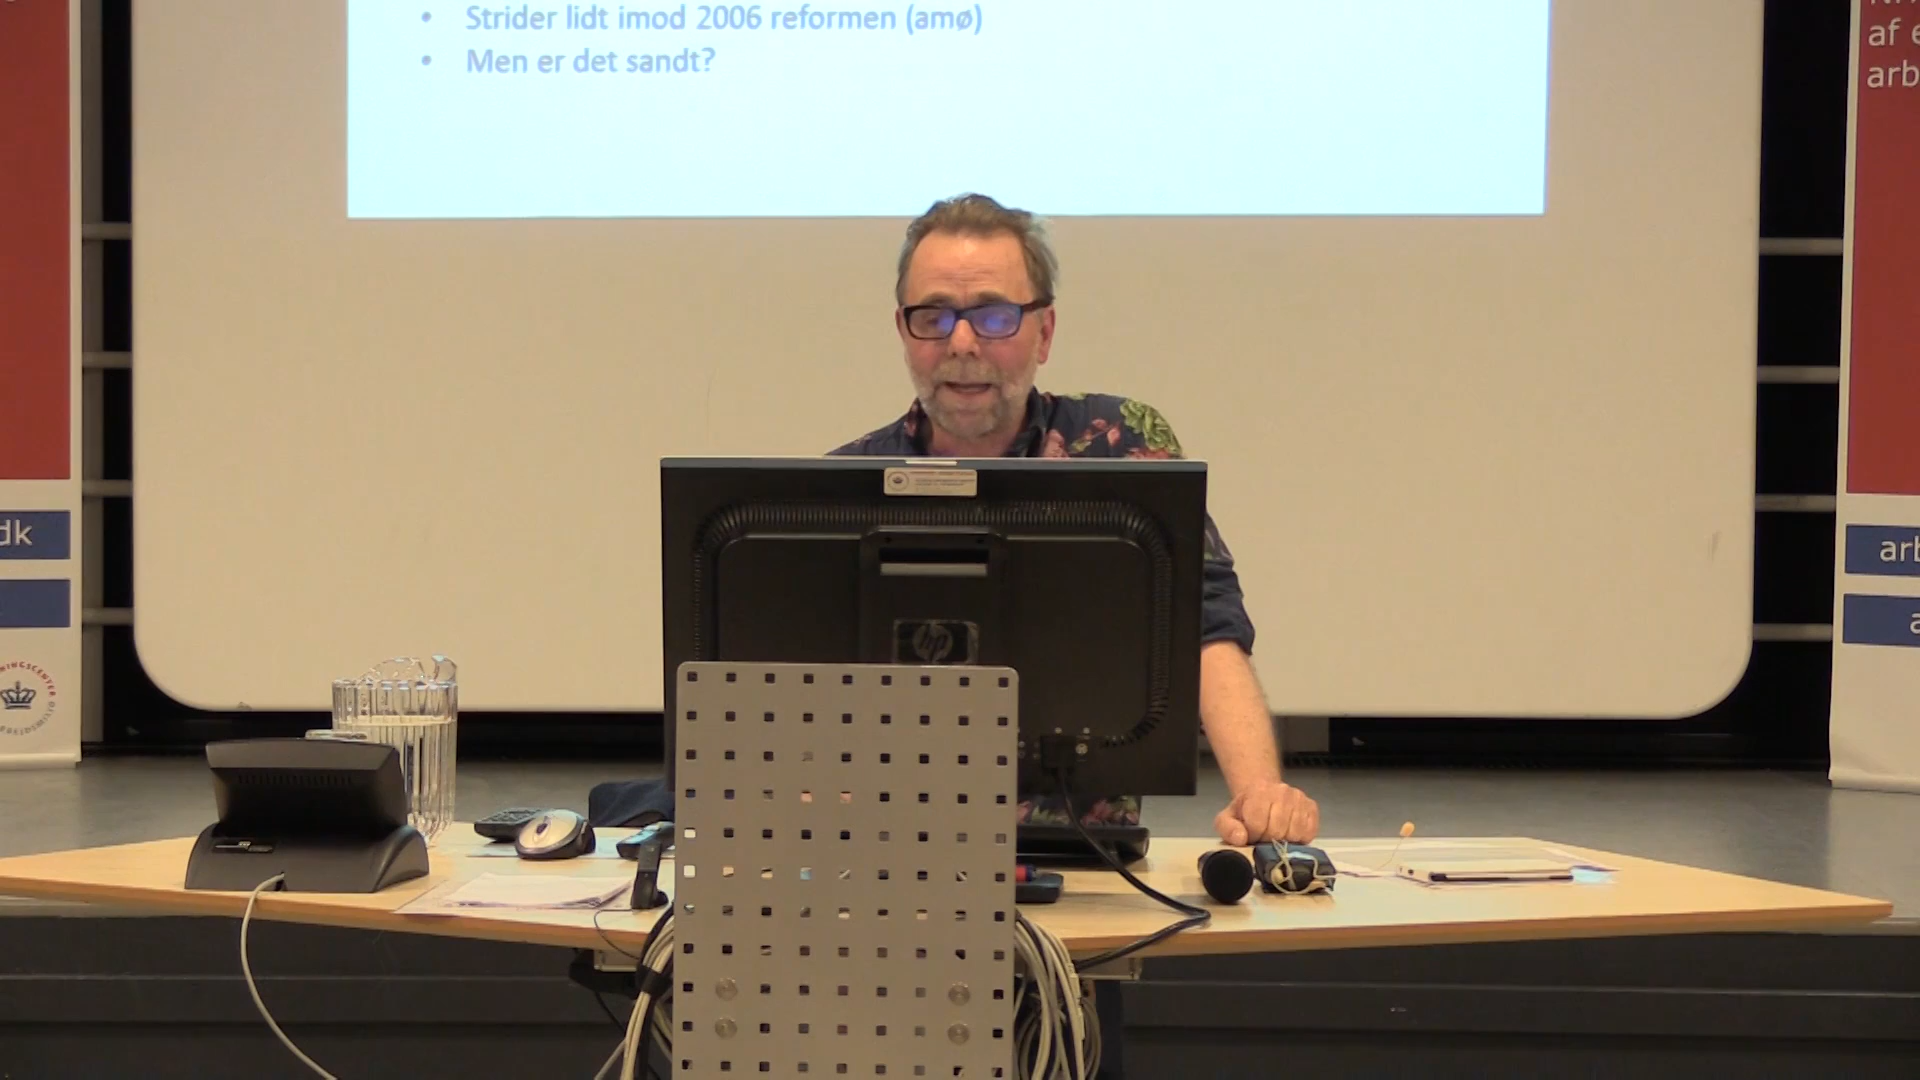 • Strider lidt imod 2006 reformen (amø)
• Men er det sandt?
af e
arb
dk
arb
a
hp